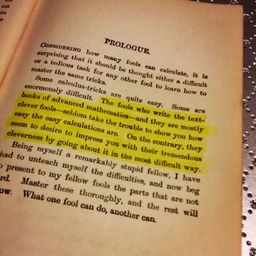 PROLOGUE.
CONSIDERING how many fools can calculate, it is
surprising that it should be thought either a difficult
or a tedious task for any other fool to learn how to
master the same tricks.
Some calculus-tricks are quite easy. Some are
enormously difficult. The fools who write the text-
books of advanced mathematics—and they are mostly
clever fools—seldom take the trouble to show you how
easy the easy calculations are. On the contrary, they
seem to desire to impress you with their tremendous
cleverness by going about it in the most difficult way.
Being myself a remarkably stupid fellow, I have
had to unteach myself the difficulties, and now beg
to present to my fellow fools the parts that are not
rd. Master these thoroughly, and the rest will
ow. What one fool can do, another can.